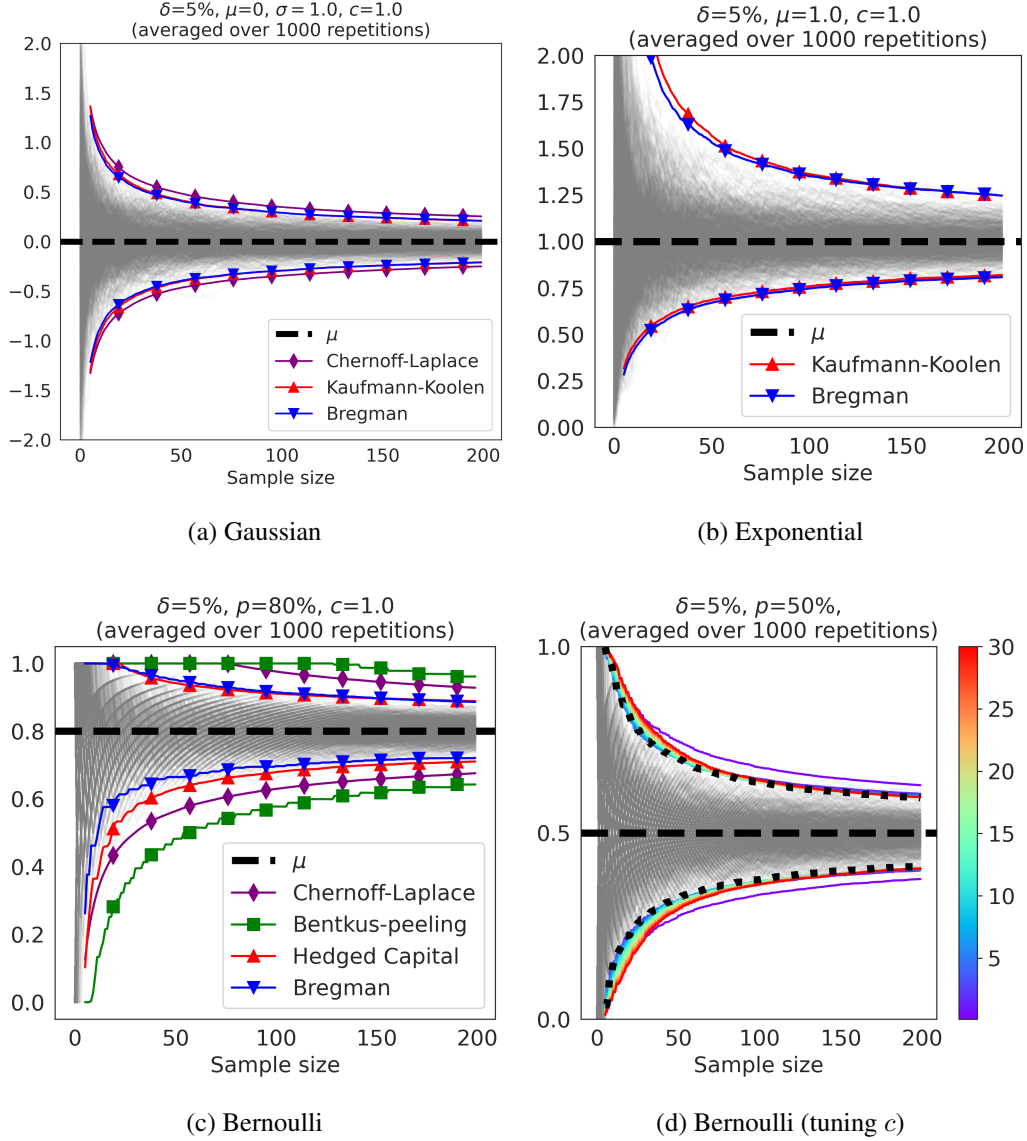 δ=5%, μ=0, σ = 1.0, c=1.0
(averaged over 1000 repetitions)
2.0
1.5
1.0
0.5
0.0
−0.5
−1.0
−1.5
−2.0
μ
Chernoff-Laplace
Kaufmann-Koolen
Bregman
0
50
100
150
200
Sample size
(a) Gaussian
δ=5%, μ=1.0, c=1.0
(averaged over 1000 repetitions)
2.00
1.75
1.50
1.25
1.00
0.75
0.50
0.25
0.00
μ
Kaufmann-Koolen
Bregman
0
50
100
150
200
Sample size
(b) Exponential
δ=5%, p=80%, c=1.0
(averaged over 1000 repetitions)
1.0
0.8
0.6
0.4
0.2
0.0
μ
Chernoff-Laplace
Bentkus-peeling
Hedged Capital
Bregman
0
50
100
150
200
Sample size
(c) Bernoulli
δ=5%, p=50%,
(averaged over 1000 repetitions)
1.0
0.5
0.0
0
50
100
150
200
Sample size
30
25
20
15
10
5
(d) Bernoulli (tuning c)